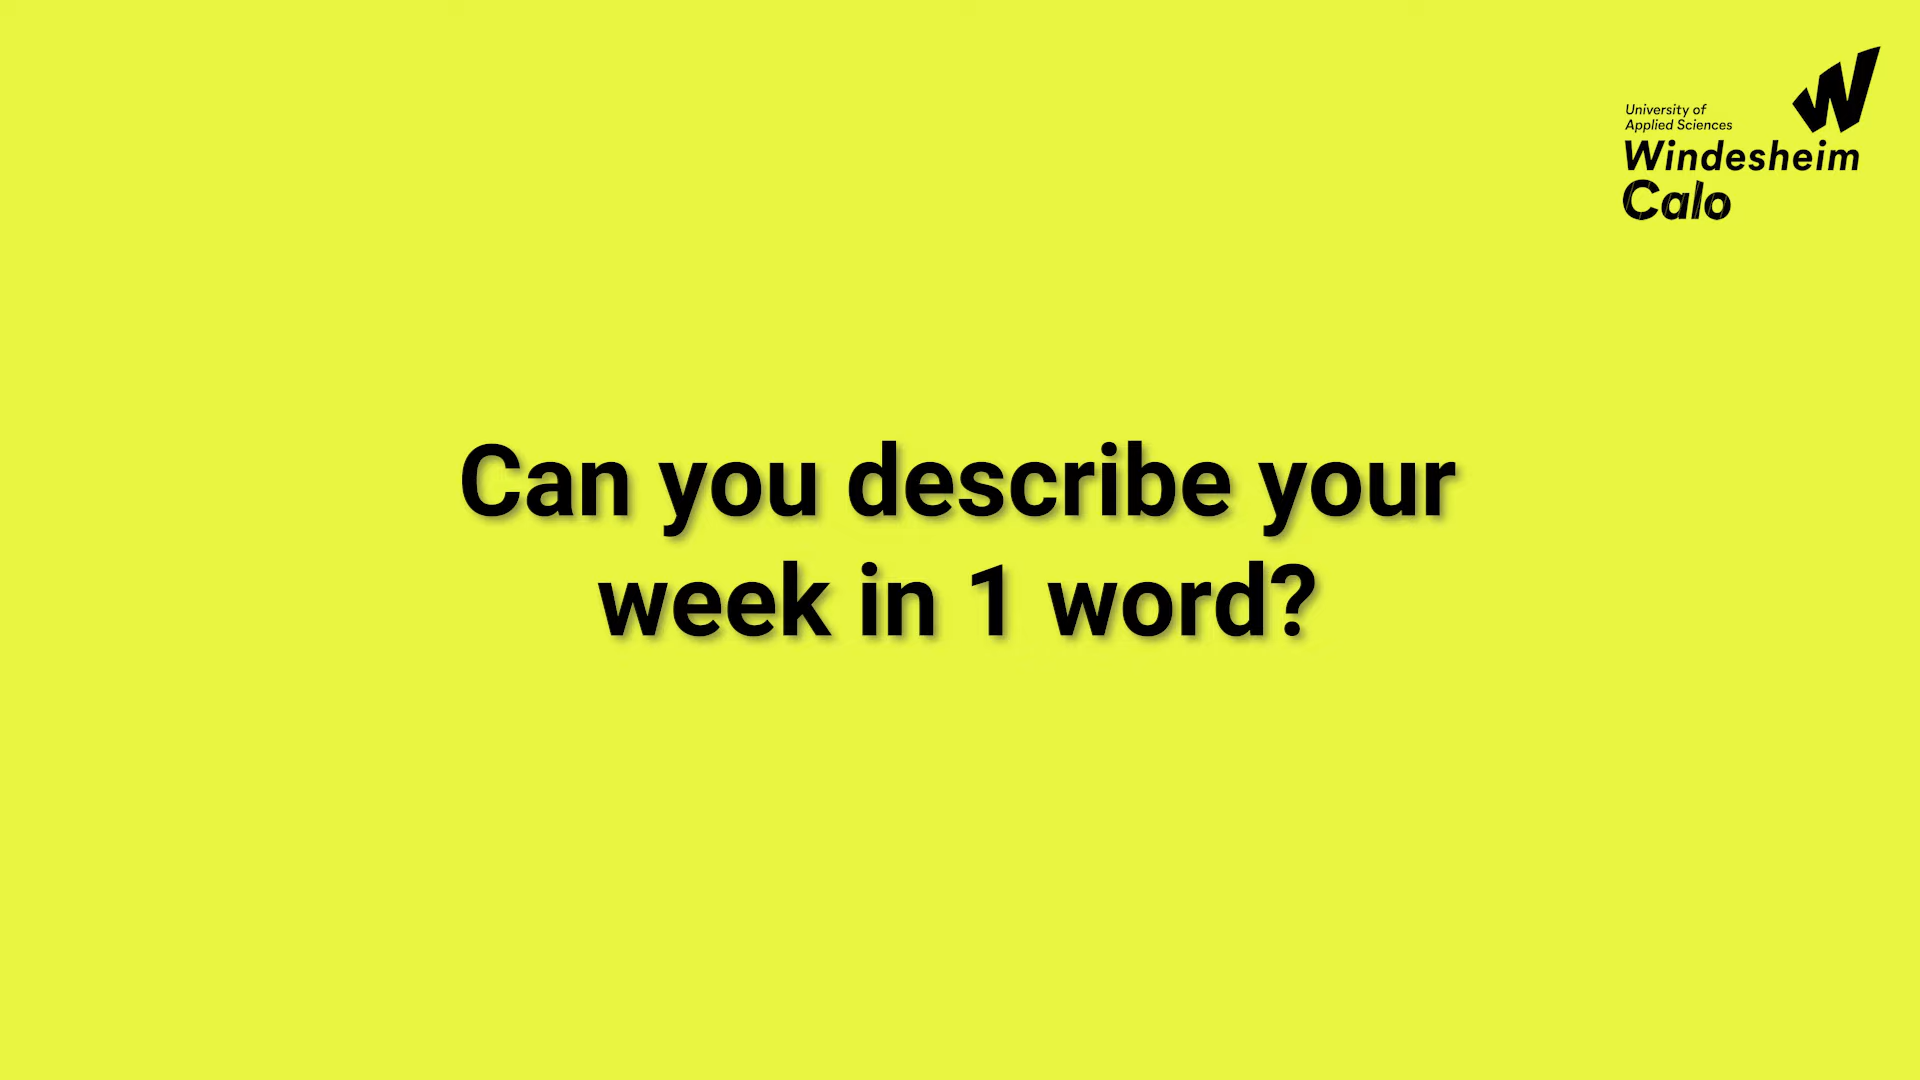 University of
Applied Sciences
Windesheim
Calo
Can you describe your
week in 1 word?